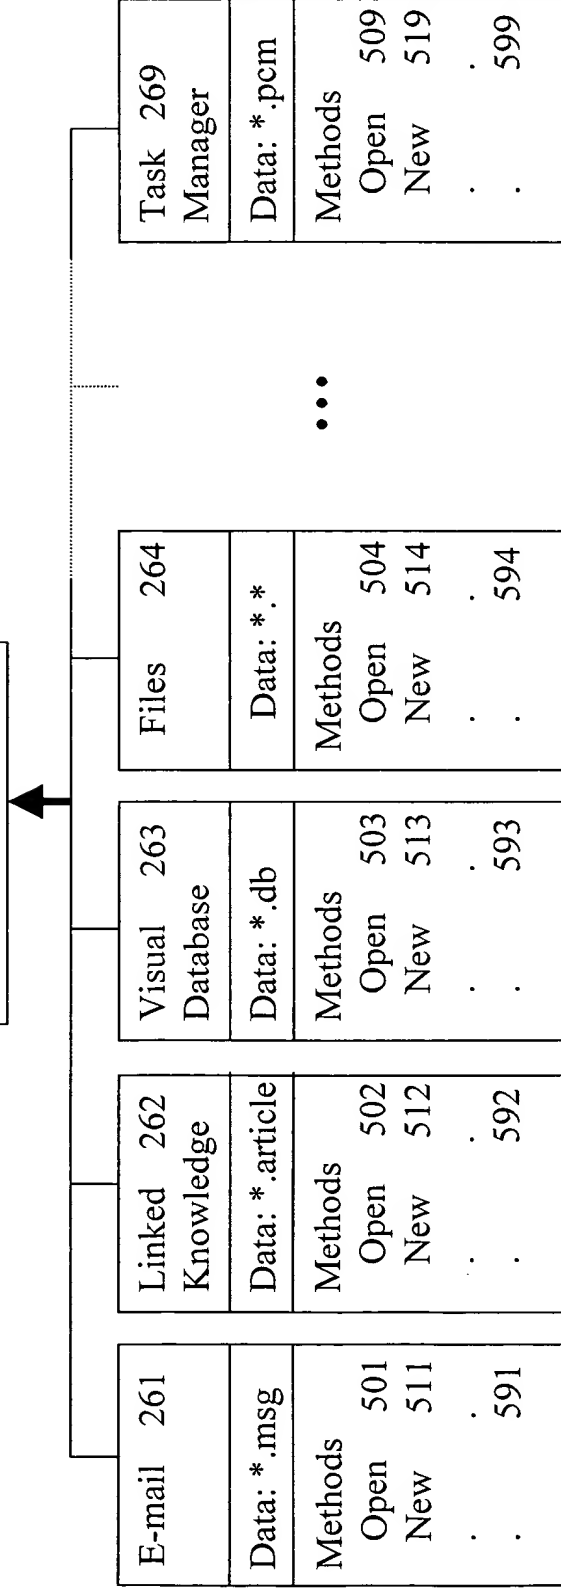 E-mail 261
Data: *.msg
Methods
Open 501
New 511
. .
. 591
Linked 262
Knowledge
Data: *.article
Methods
Open 502
New 512
. .
. 592
Visual 263
Database
Data: *.db
Methods
Open 503
New 513
. .
. 593
Files 264
Data: *.*
Methods
Open 504
New 514
. .
. 594
•••
Task 269
Manager
Data: *.pcm
Methods
Open 509
New 519
. .
. 599